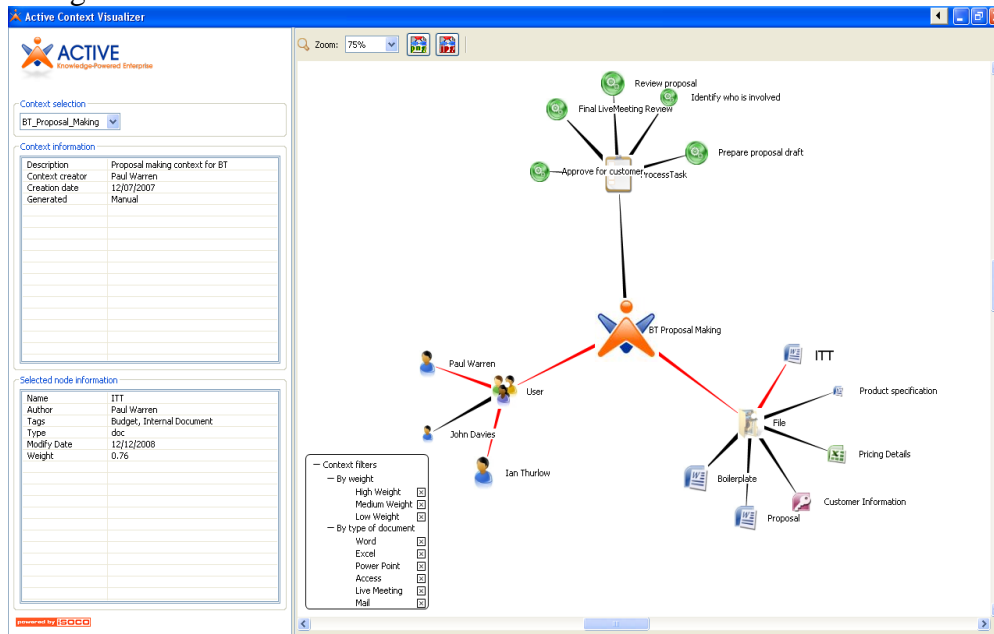 Active Context Visualizer
ACTIVE
Knowledge-Powered Enterprise
Context selection
BT_Proposal_Making
Context information
Description Proposal making context for BT
Context creator Paul Warren
Creation date 12/07/2007
Generated Manual
Selected node information
Name ITT
Author Paul Warren
Tags Budget, Internal Document
Type doc
Modify Date 12/12/2008
Weight 0.76
powered by iSOCO
Zoom: 75%
Review proposal
Identify who is involved
Final LiveMeeting Review
Prepare proposal draft
Approve for customer
ProcessTask
BT Proposal Making
Paul Warren
User
John Davies
Ian Thurlow
ITT
Product specification
File
Pricing Details
Boilerplate
Customer Information
Proposal
Context filters
By weight
High Weight
Medium Weight
Low Weight
By type of document
Word
Excel
Power Point
Access
Live Meeting
Mail